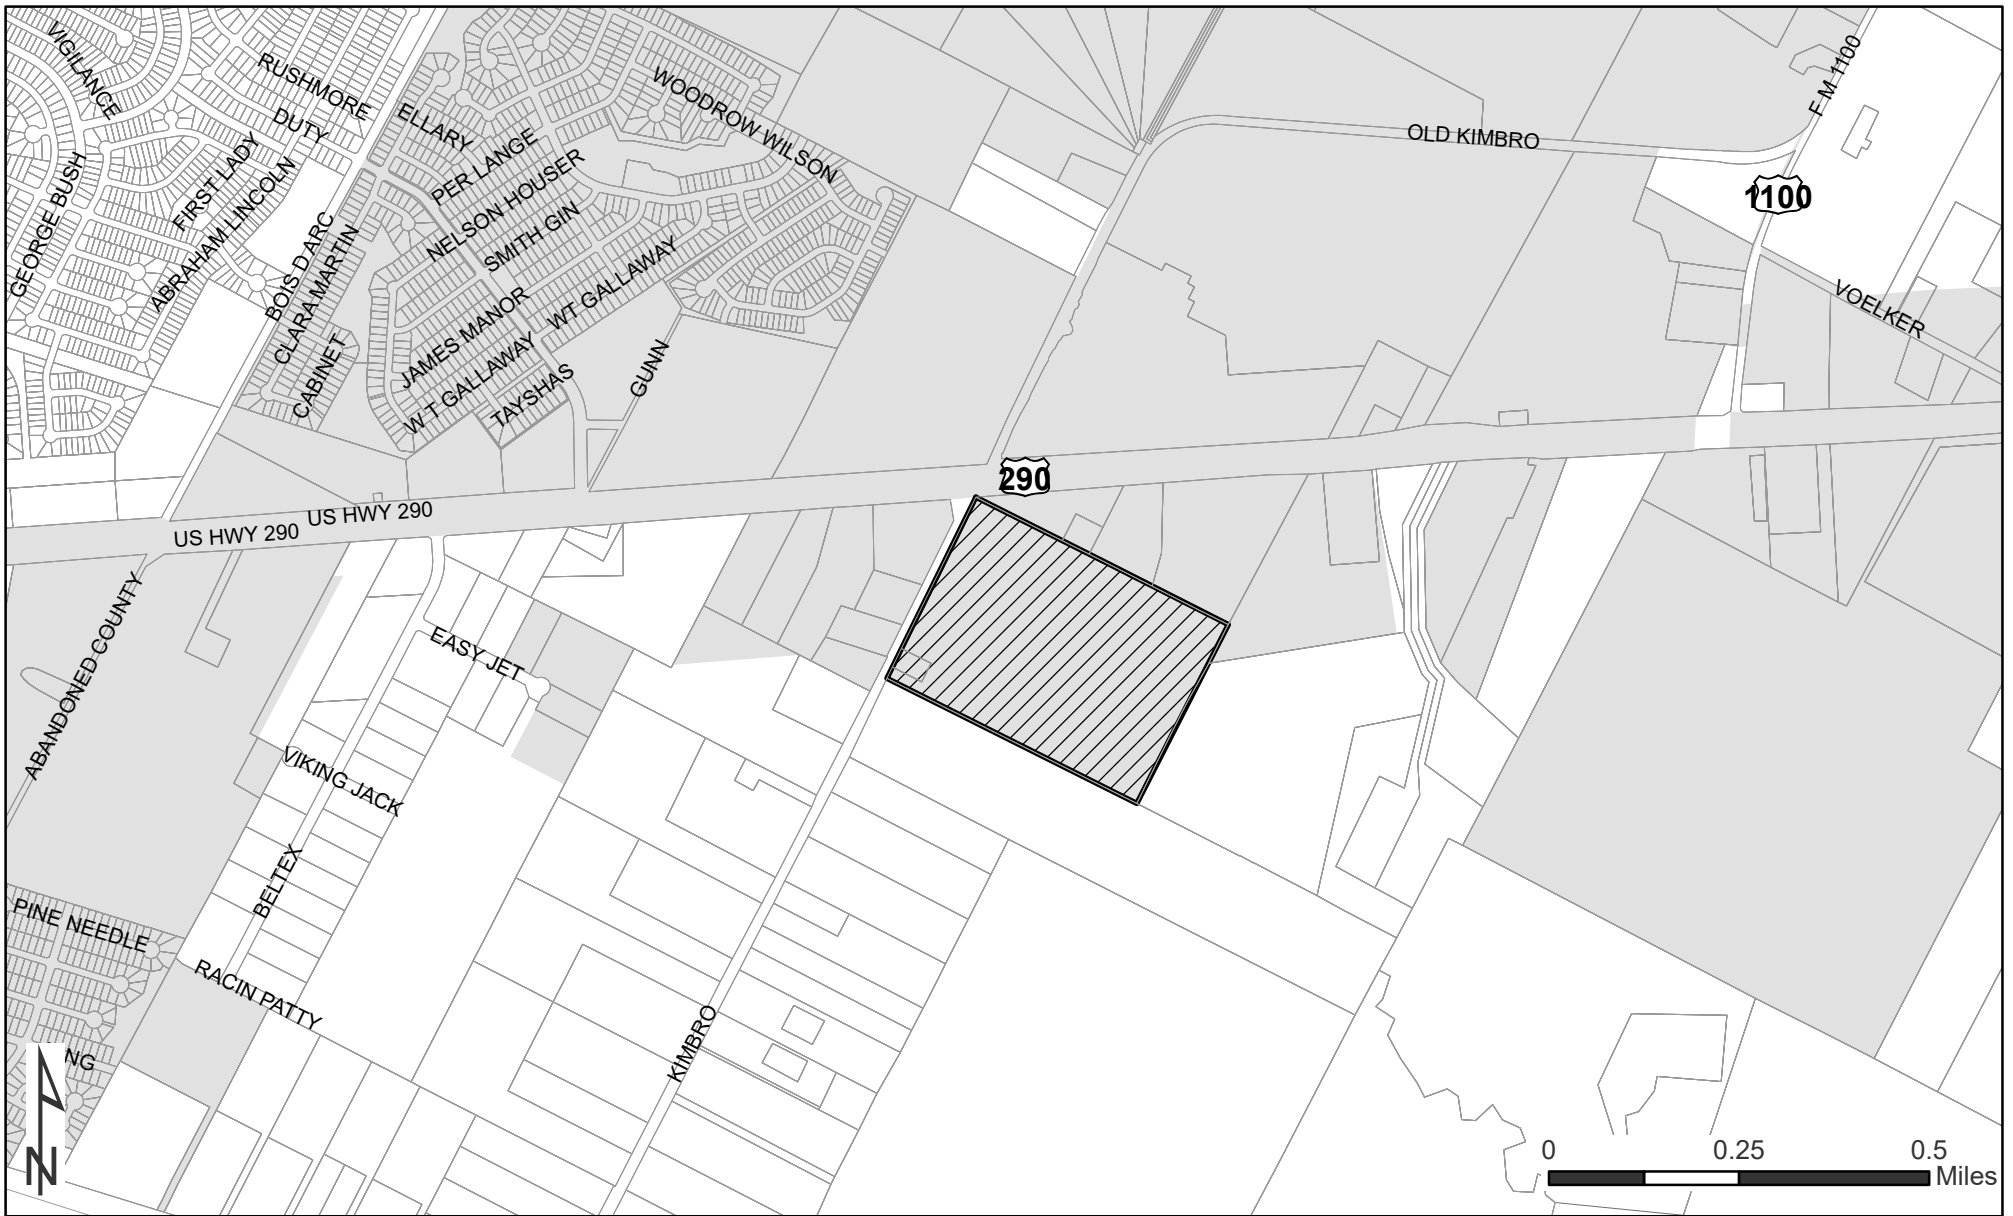 VIGILANCE
RUSHMORE
DUTY
ELLARY
WOODROW WILSON
F M 1100
OLD KIMBRO
PER LANGE
FIRST LADY
GEORGE BUSH
ABRAHAM LINCOLN
NELSON HOUSER
1100
BOIS D ARC
CLARA MARTIN
SMITH GIN
WT GALLAWAY
VOELKER
JAMES MANOR
CABINET
W T GALLAWAY
TAYSHAS
GUNN
290
US HWY 290
US HWY 290
ABANDONED COUNTY
EASY JET
VIKING JACK
BELTEX
PINE NEEDLE
RACIN PATTY
KIMBRO
NG
N
0 0.25 0.5
Miles